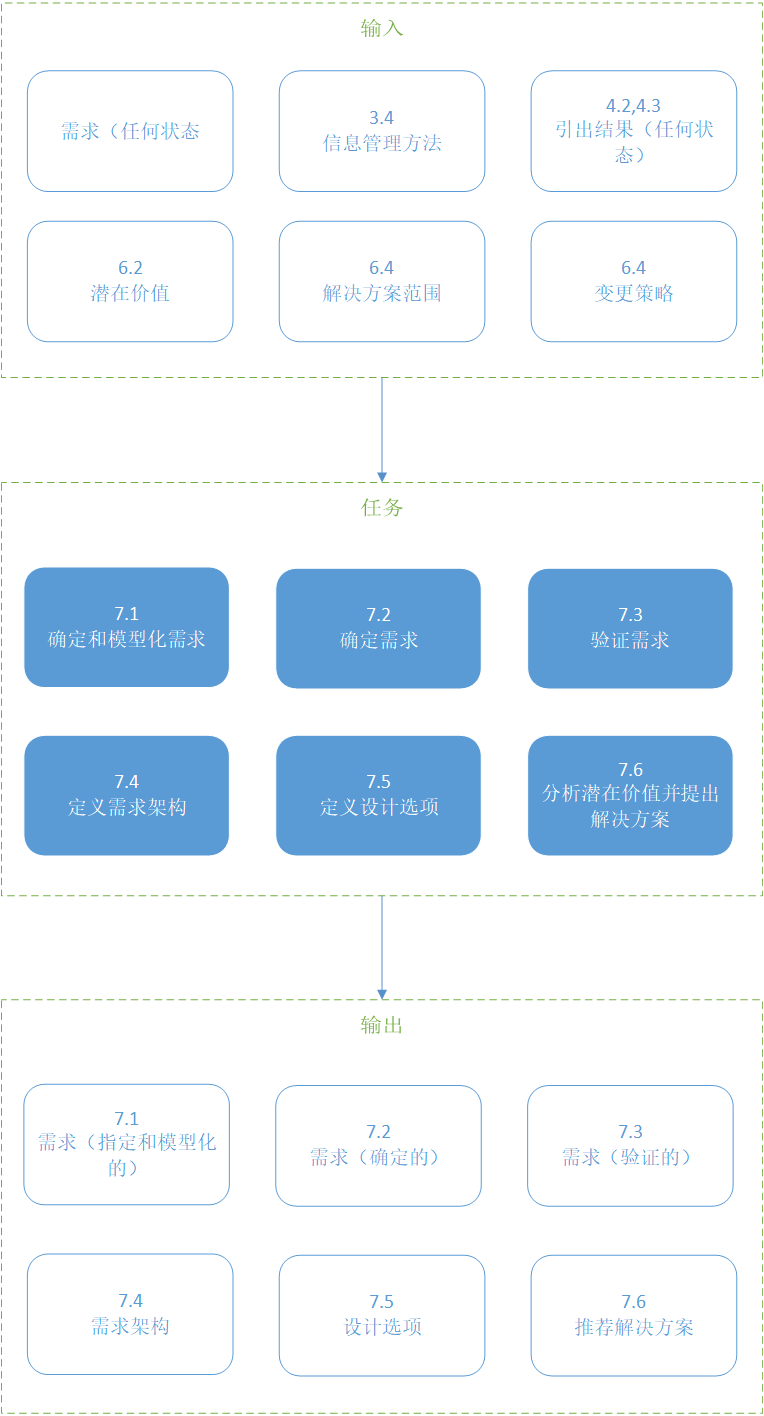 输入
需求（任何状态
3.4
信息管理方法
4.2,4.3
引出结果（任何状
态）
6.2
潜在价值
6.4
解决方案范围
6.4
变更策略
任务
7.1
确定和模型化需求
7.2
确定需求
7.3
验证需求
7.4
定义需求架构
7.5
定义设计选项
7.6
分析潜在价值并提出
解决方案
输出
7.1
需求（指定和模型化
的）
7.2
需求（确定的）
7.3
需求（验证的）
7.4
需求架构
7.5
设计选项
7.6
推荐解决方案